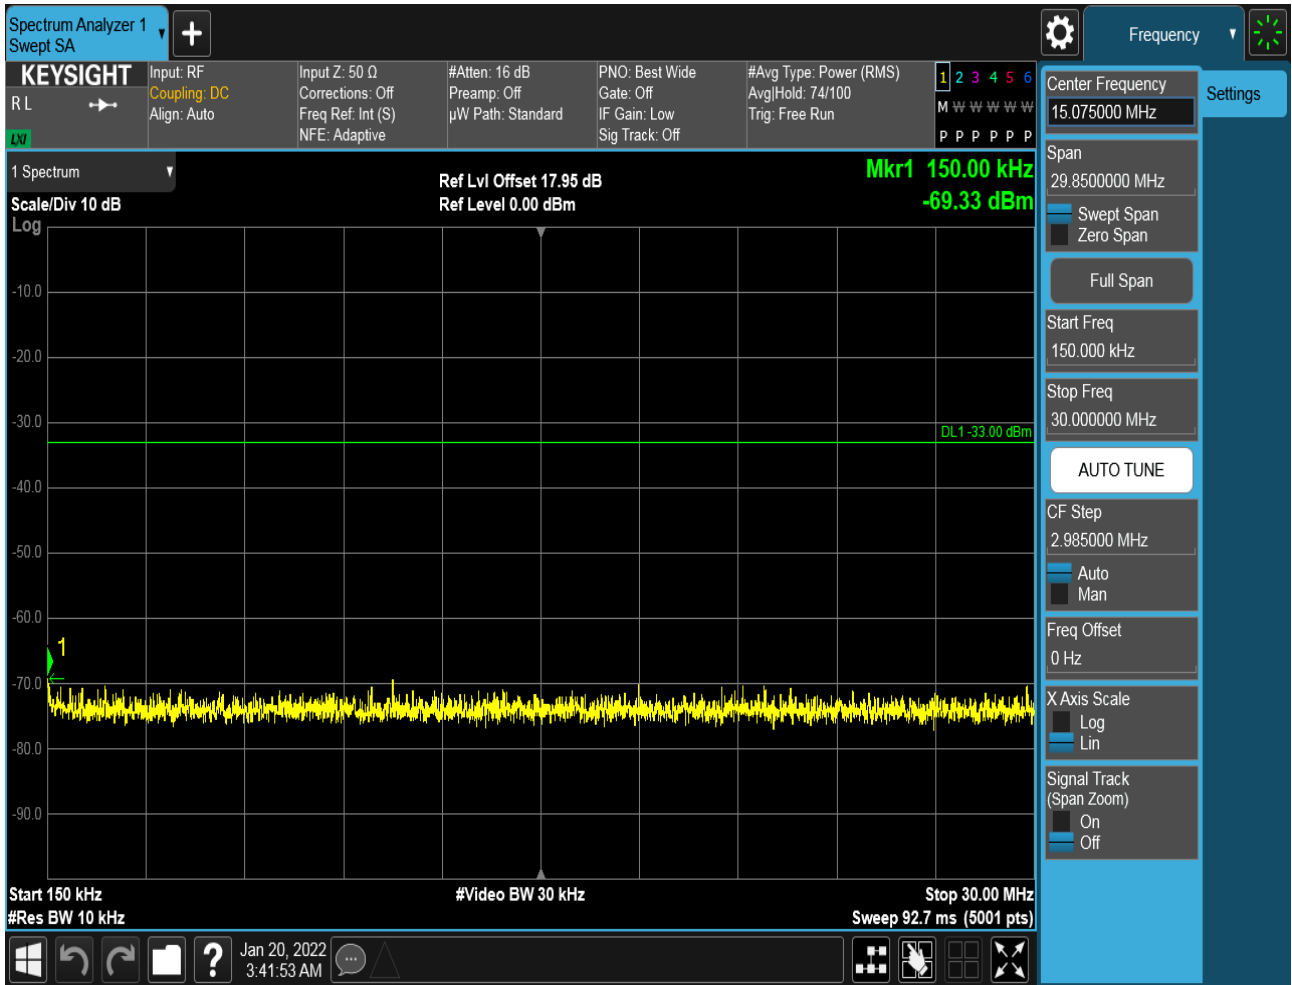 Spectrum Analyzer 1
Swept SA
Frequency
KEYSIGHT
R L
LXI
Input: RF
Coupling: DC
Align: Auto
Input Z: 50 Ω
Corrections: Off
Freq Ref: Int (S)
NFE: Adaptive
#Atten: 16 dB
Preamp: Off
µW Path: Standard
PNO: Best Wide
Gate: Off
IF Gain: Low
Sig Track: Off
#Avg Type: Power (RMS)
Avg|Hold: 74/100
Trig: Free Run
1 2 3 4 5 6
M W W W W W
P P P P P P
1 Spectrum
Scale/Div 10 dB
Log
Ref Lvl Offset 17.95 dB
Ref Level 0.00 dBm
Mkr1 150.00 kHz
-69.33 dBm
-10.0
-20.0
-30.0
DL1 -33.00 dBm
-40.0
-50.0
-60.0
1
-70.0
-80.0
-90.0
Start 150 kHz
#Res BW 10 kHz
#Video BW 30 kHz
Stop 30.00 MHz
Sweep 92.7 ms (5001 pts)
Jan 20, 2022
3:41:53 AM
?
Center Frequency
15.075000 MHz
Settings
Span
29.8500000 MHz
Swept Span
Zero Span
Full Span
Start Freq
150.000 kHz
Stop Freq
30.000000 MHz
AUTO TUNE
CF Step
2.985000 MHz
Auto
Man
Freq Offset
0 Hz
X Axis Scale
Log
Lin
Signal Track
(Span Zoom)
On
Off